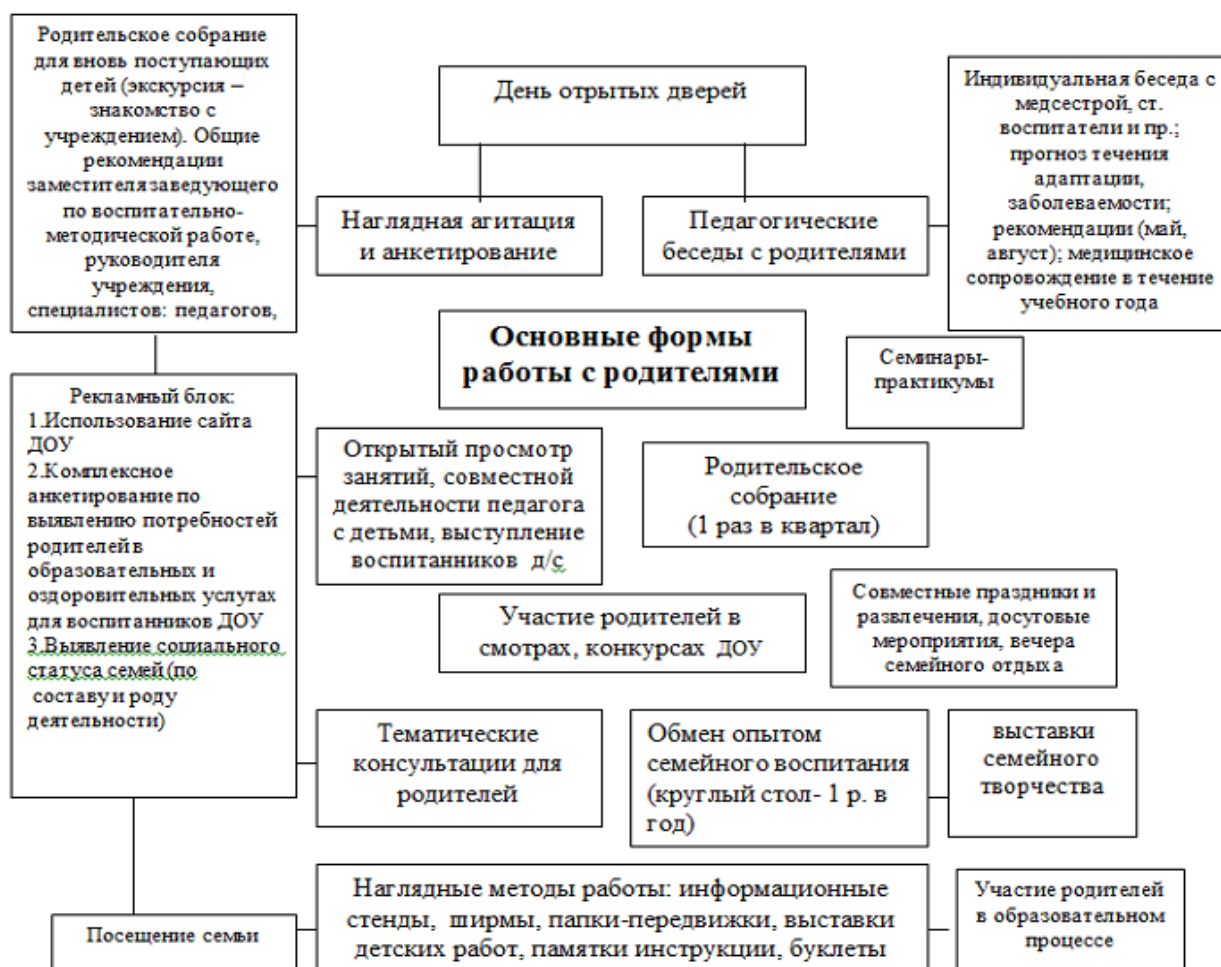 Родительское собрание
для вновь поступающих
детей (экскурсия –
знакомство с
учреждением). Общие
рекомендации
заместителя заведующего
по воспитательно-
методической работе,
руководителя
учреждения,
специалистов: педагогов,
День отрытых дверей
Индивидуальная беседа с
медсестрой, ст.
воспитатели и пр.;
прогноз течения
адаптации,
заболеваемости;
рекомендации (май,
август); медицинское
сопровождение в течение
учебного года
Наглядная агитация
и анкетирование
Педагогические
беседы с родителями
Основные формы
работы с родителями
Семинары-
практикумы
Рекламный блок:
1.Использование сайта
ДОУ
2.Комплексное
анкетирование по
выявлению потребностей
родителей в
образовательных и
оздоровительных услугах
для воспитанников ДОУ
3.Выявление социального
статуса семей (по
составу и роду
деятельности)
Открытый просмотр
занятий, совместной
деятельности педагога
с детьми, выступление
воспитанников д/с
Родительское
собрание
(1 раз в квартал)
Участие родителей в
смотрах, конкурсах ДОУ
Совместные праздники и
развлечения, досуговые
мероприятия, вечера
семейного отдыха
Тематические
консультации для
родителей
Обмен опытом
семейного воспитания
(круглый стол- 1 р. в
год)
выставки
семейного
творчества
Посещение семьи
Наглядные методы работы: информационные
стенды, ширмы, папки-передвижки, выставки
детских работ, памятки инструкции, буклеты
Участие родителей
в образовательном
процессе